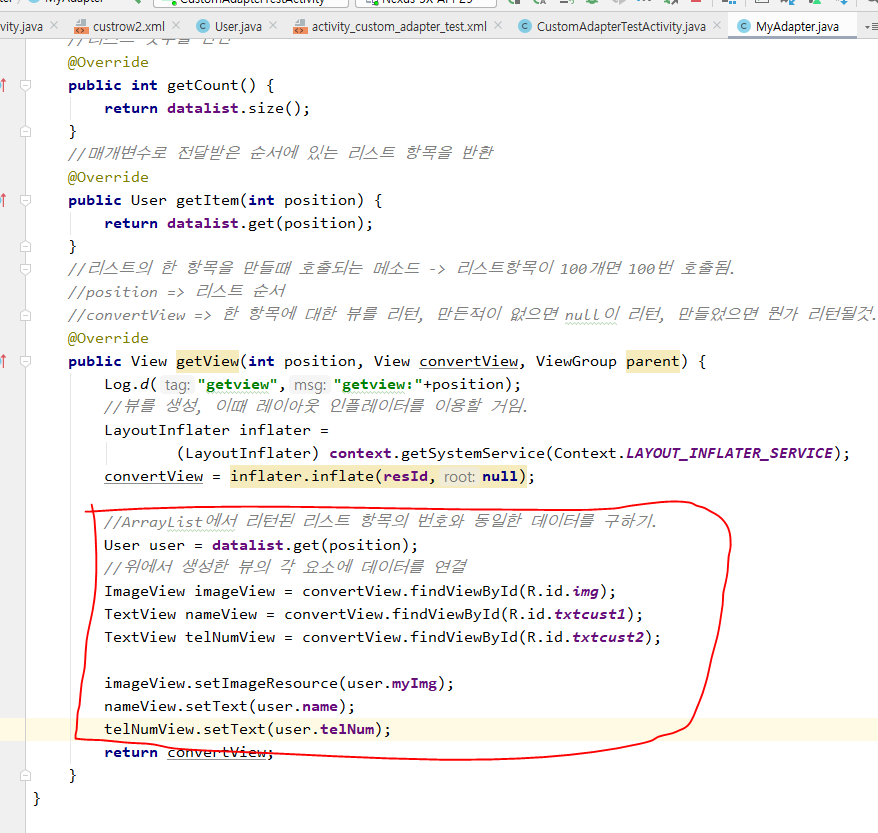 MyAdapter
CustomAdapterTestActivity
Nexus 5X API 29
vity.java
custrow2.xml
User.java
activity_custom_adapter_test.xml
CustomAdapterTestActivity.java
MyAdapter.java
@Override
public int getCount() {
return datalist.size();
}
//매개변수로 전달받은 순서에 있는 리스트 항목을 반환
@Override
public User getItem(int position) {
return datalist.get(position);
}
//리스트의 한 항목을 만들때 호출되는 메소드 -> 리스트항목이 100개면 100번 호출됨.
//position => 리스트 순서
//convertView => 한 항목에 대한 뷰를 리턴, 만든적이 없으면 null이 리턴, 만들었으면 뭔가 리턴될것.
@Override
public View getView(int position, View convertView, ViewGroup parent) {
Log.d( tag: "getview", msg: "getview:"+position);
//뷰를 생성, 이때 레이아웃 인플레이터를 이용할 거임.
LayoutInflater inflater =
(LayoutInflater) context.getSystemService(Context.LAYOUT_INFLATER_SERVICE);
convertView = inflater.inflate(resId, root: null);
//ArrayList에서 리턴된 리스트 항목의 번호와 동일한 데이터를 구하기.
User user = datalist.get(position);
//위에서 생성한 뷰의 각 요소에 데이터를 연결
ImageView imageView = convertView.findViewById(R.id.img);
TextView nameView = convertView.findViewById(R.id.txtcust1);
TextView telNumView = convertView.findViewById(R.id.txtcust2);
imageView.setImageResource(user.myImg);
nameView.setText(user.name);
telNumView.setText(user.telNum);
return convertView;
}
}